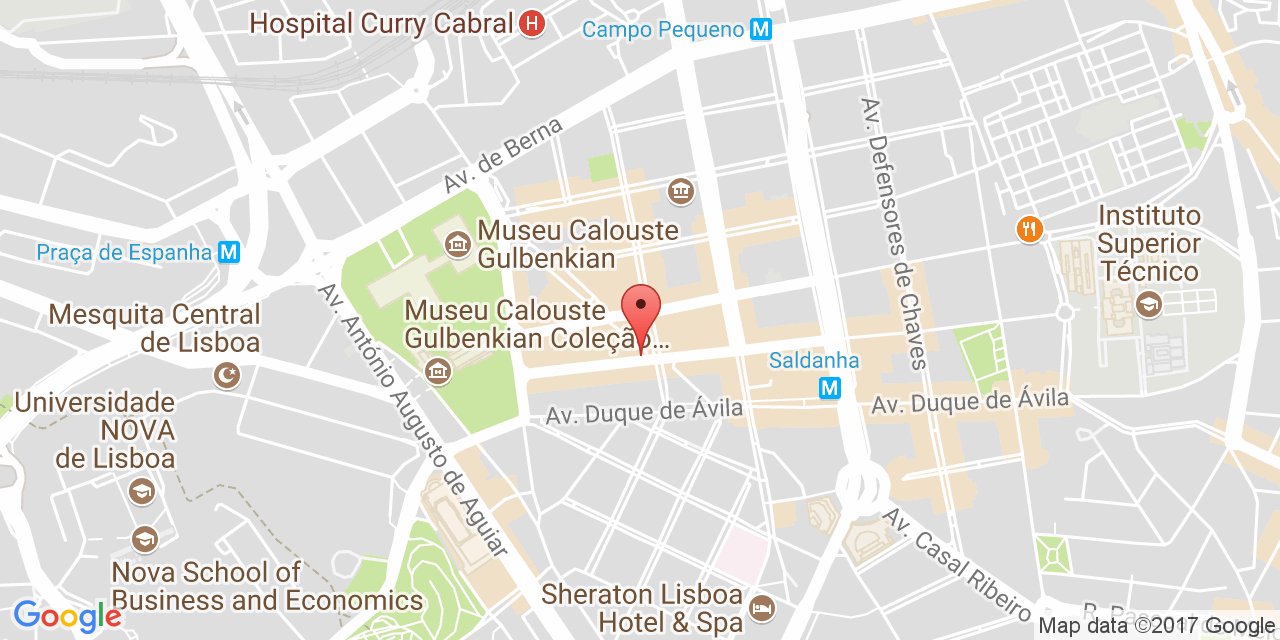 Hospital Curry Cabral
H
Campo Pequeno
M
Av. de Berna
Av. Defensores de Chaves
Museu Calouste
Gulbenkian
Praça de Espanha
M
Instituto
Superior
Técnico
Av. António Augusto de Aguiar
Mesquita Central
de Lisboa
Museu Calouste
Gulbenkian Coleção...
Saldanha
M
Av. Duque de Ávila
Av. Duque de Ávila
Universidade
NOVA
de Lisboa
Av. Casal Ribeiro
Nova School of
Business and Economics
Sheraton Lisboa
Hotel & Spa
Google
Map data ©2017 Google